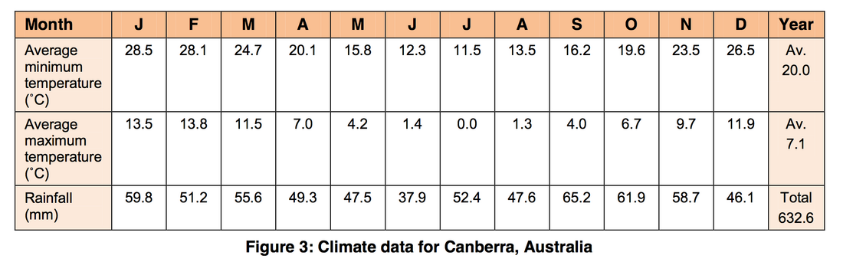 Month J F M A M J J A S O N D Year
Average minimum temperature (˚C) 28.5 28.1 24.7 20.1 15.8 12.3 11.5 13.5 16.2 19.6 23.5 26.5 Av. 20.0
Average maximum temperature (˚C) 13.5 13.8 11.5 7.0 4.2 1.4 0.0 1.3 4.0 6.7 9.7 11.9 Av. 7.1
Rainfall (mm) 59.8 51.2 55.6 49.3 47.5 37.9 52.4 47.6 65.2 61.9 58.7 46.1 Total 632.6
Figure 3: Climate data for Canberra, Australia